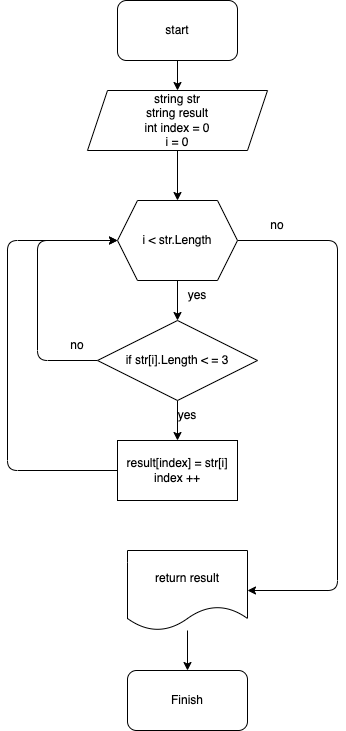 start
string str
string result
int index = 0
i = 0
i < str.Length
no
yes
if str[i].Length < = 3
no
yes
result[index] = str[i]
index ++
return result
Finish